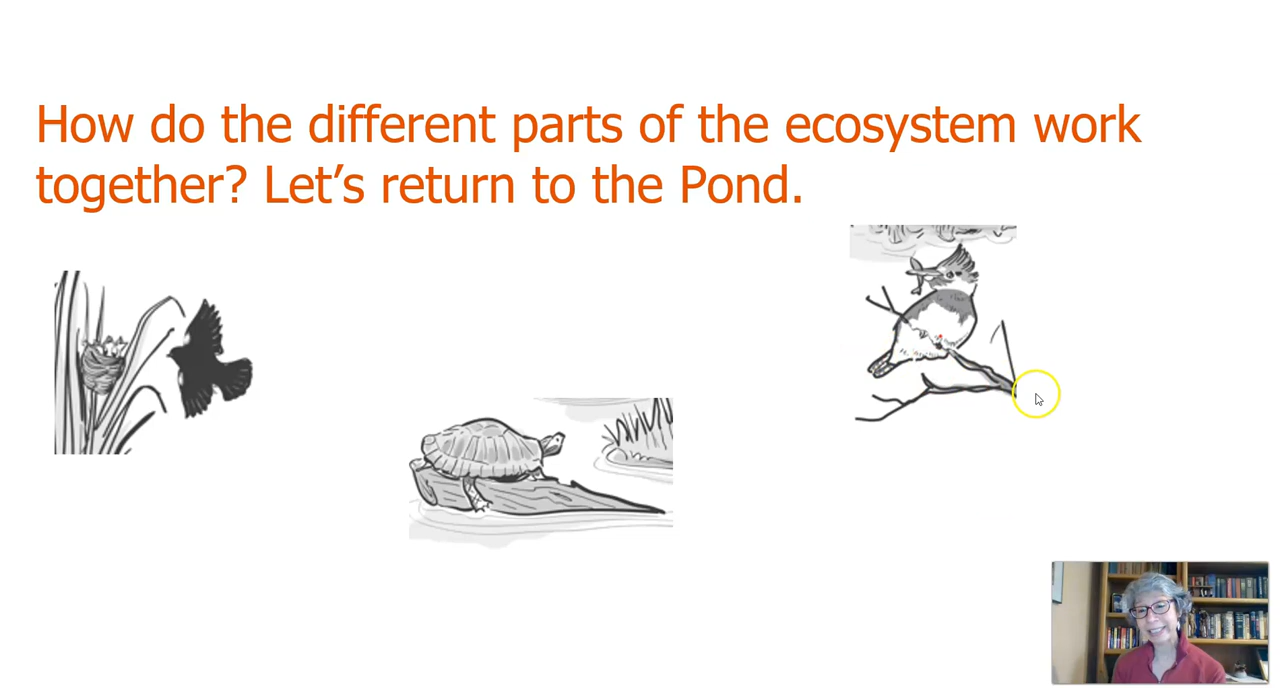 How do the different parts of the ecosystem work
together? Let’s return to the Pond.